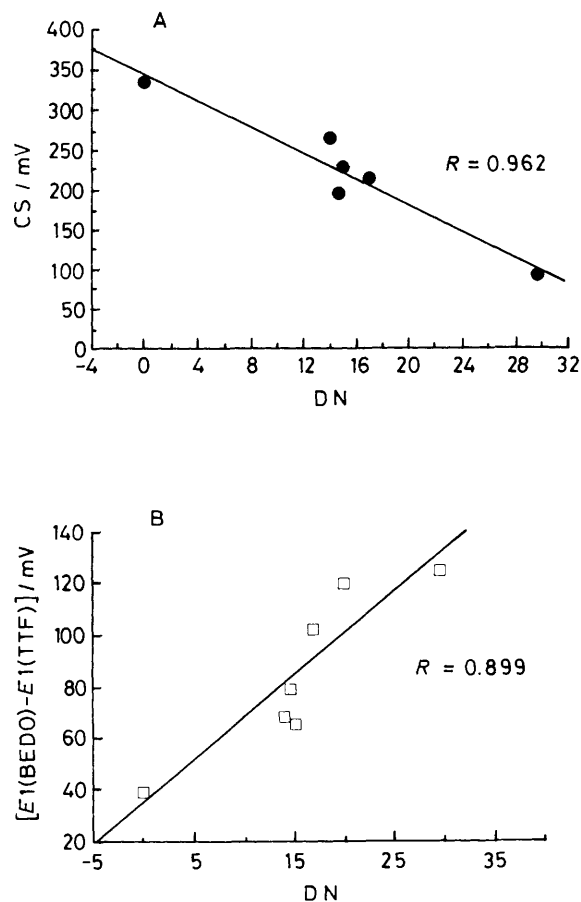 A
400
350
300
250
200
150
100
50
0
CS / mV
R = 0.962
-4 0 4 8 12 16 20 24 28 32
DN
B
140
120
100
80
60
40
20
[E1(BEDO)-E1(TTF)]/mV
R = 0.899
-5 5 15 25 35
DN